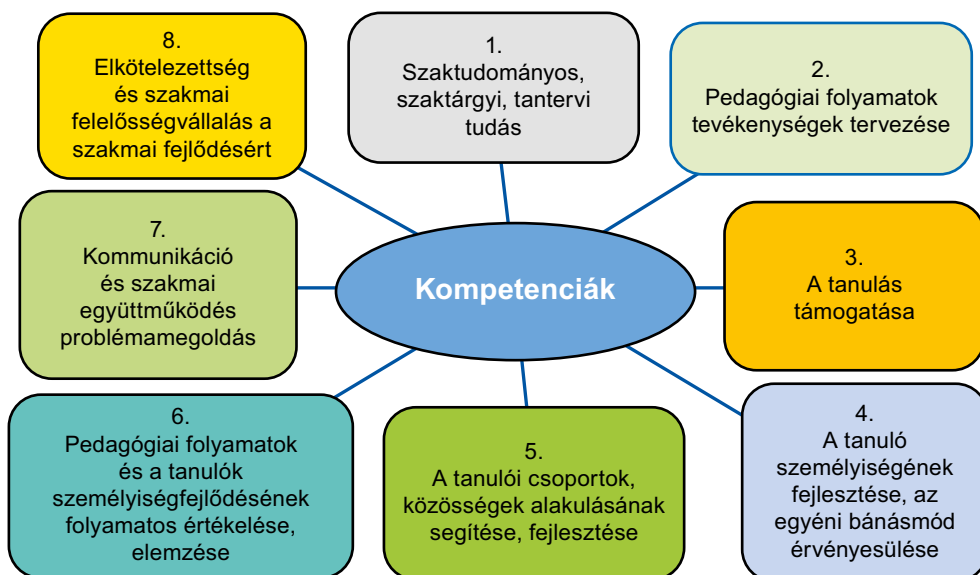 1.
Szaktudományos,
szaktárgyi, tantervi
tudás
2.
Pedagógiai folyamatok
tevékenységek tervezése
3.
A tanulás
támogatása
4.
A tanuló
személyiségének
fejlesztése, az
egyéni bánásmód
érvényesülése
5.
A tanulói csoportok,
közösségek alakulásának
segítése, fejlesztése
6.
Pedagógiai folyamatok
és a tanulók
személyiségfejlődésének
folyamatos értékelése,
elemzése
7.
Kommunikáció
és szakmai
együttműködés
problémamegoldás
8.
Elkötelezettség
és szakmai
felelősségvállalás a
szakmai fejlődésért
Kompetenciák